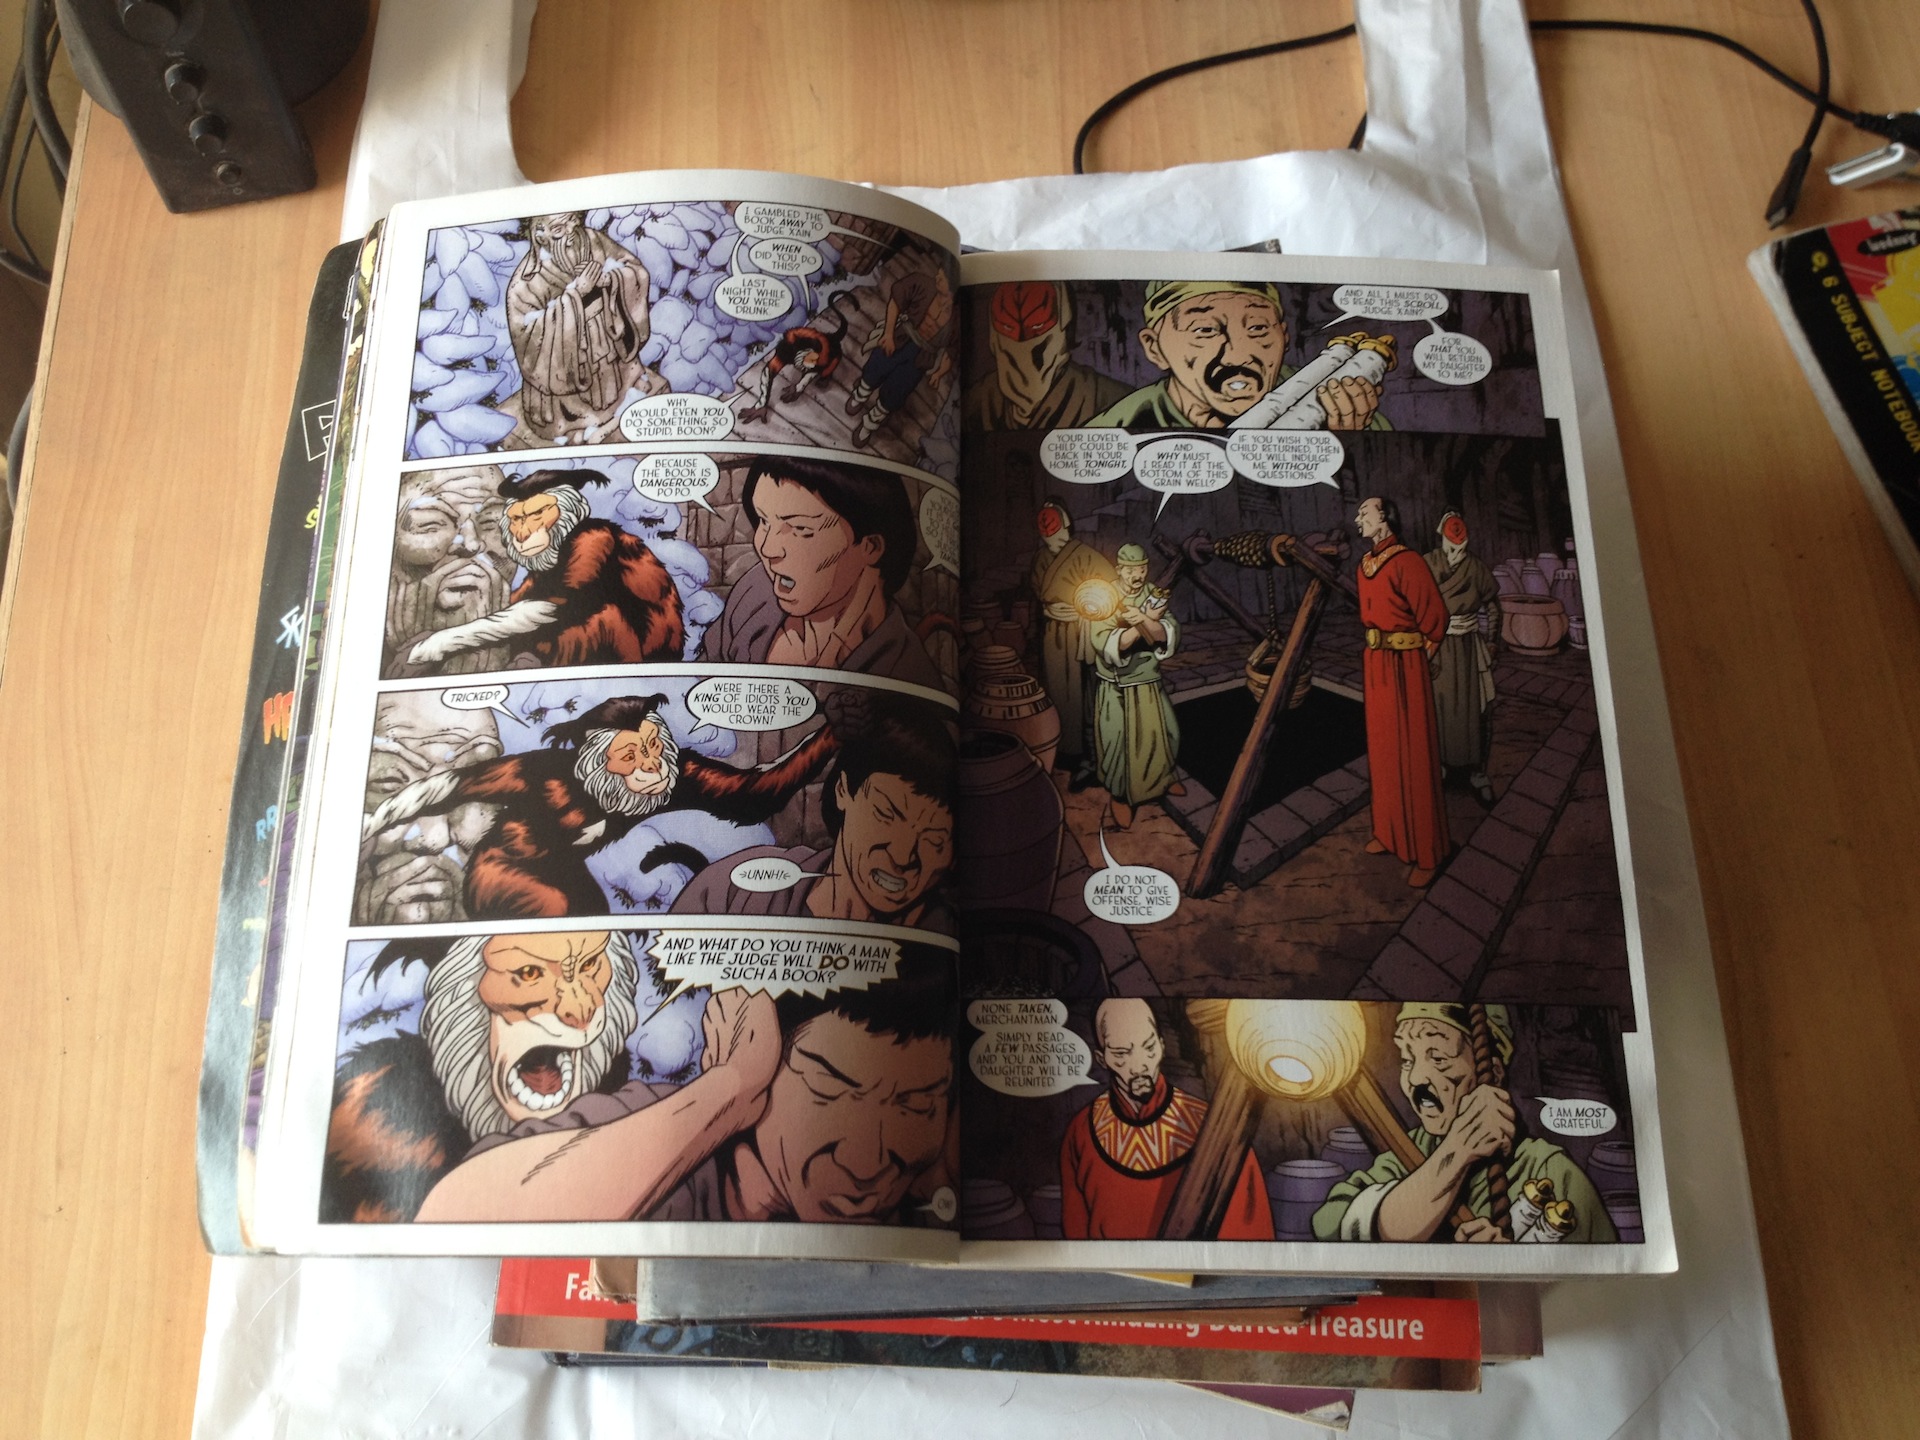 I GAMBLED THE
BOOK AWAY TO
JUDGE XAIN.
WHEN
DID YOU DO
THIS?
LAST
NIGHT WHILE
YOU WERE
DRUNK.
WHY
WOULD EVEN YOU
DO SOMETHING SO
STUPID, BOON?
BECAUSE
THE BOOK IS
DANGEROUS,
PO PO.
TRICKED?
WERE THERE A
KING OF IDIOTS YOU
WOULD WEAR THE
CROWN!
UNNH!
AND WHAT DO YOU THINK A MAN
LIKE THE JUDGE WILL DO WITH
SUCH A BOOK?
AND ALL I MUST DO
IS READ THIS SCROLL,
JUDGE XAIN?
FOR
THAT YOU
WILL RETURN
MY DAUGHTER
TO ME?
YOUR LOVELY
CHILD COULD BE
BACK IN YOUR
HOME TONIGHT,
FONG.
AND
WHY MUST
I READ IT AT THE
BOTTOM OF THIS
GRAIN WELL?
IF YOU WISH YOUR
CHILD RETURNED, THEN
YOU WILL INDULGE
ME WITHOUT
QUESTIONS.
I DO NOT
MEAN TO GIVE
OFFENSE, WISE
JUSTICE.
NONE TAKEN,
MERCHANTMAN.
SIMPLY READ
A FEW PASSAGES
AND YOU AND YOUR
DAUGHTER WILL BE
REUNITED.
I AM MOST
GRATEFUL.
6 SUBJECT NOTEBOOK
Most Amazing Buried Treasure